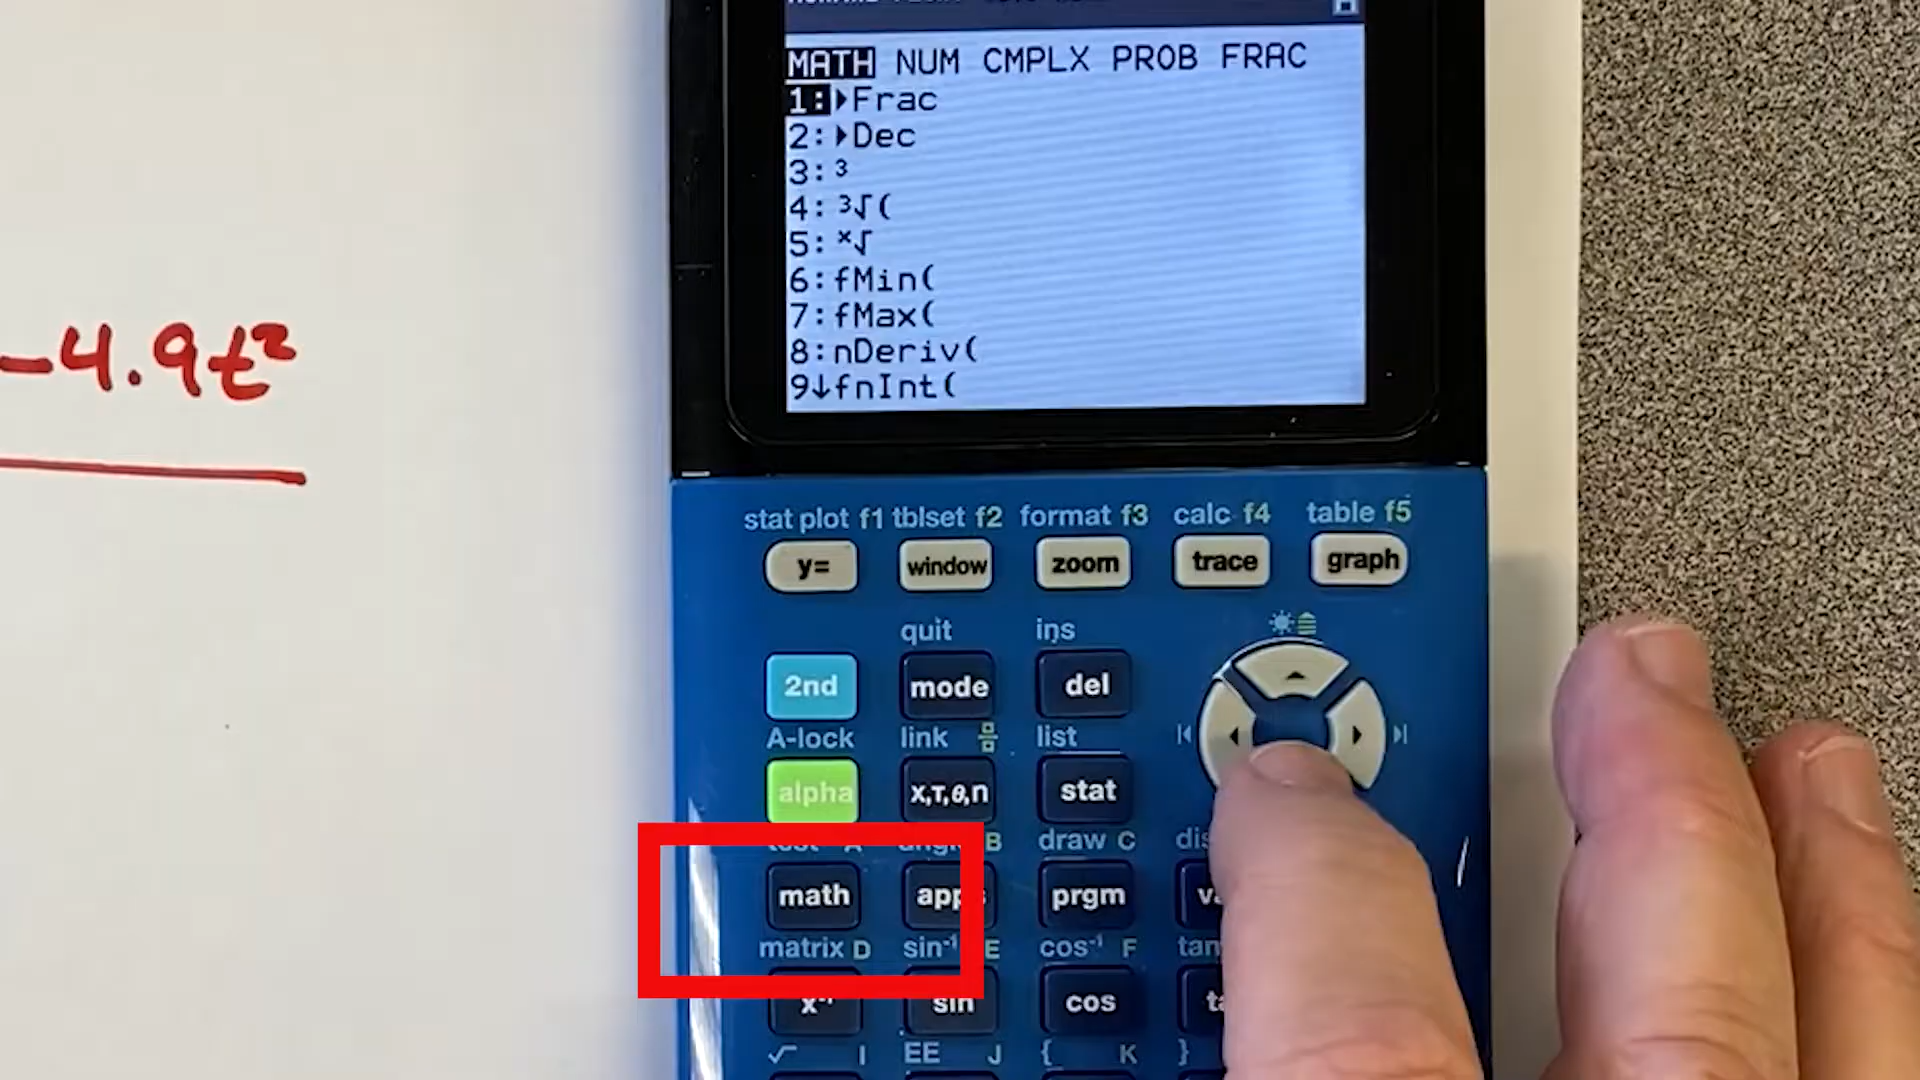 MATH NUM CMPLX PROB FRAC
1:▶Frac
2:▶Dec
3:³
4:³√(
5:ˣ√
6:fMin(
7:fMax(
8:nDeriv(
9↓fnInt(
-4.9t²
stat plot f1 tblset f2 format f3 calc f4 table f5
y= window zoom trace graph
quit ins
2nd mode del
A-lock link list
alpha X,T,θ,n stat
B draw C
math apps prgm
matrix D sin⁻¹ E cos⁻¹ F
x⁻¹ sin cos
√ I EE J { K }